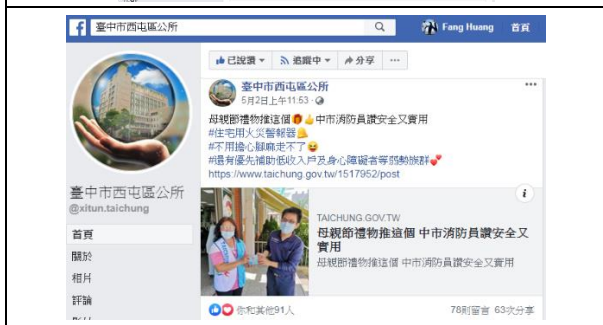 臺中市西屯區公所
Fang Huang 首頁
已說讚 追蹤中 分享 ...
臺中市西屯區公所
5月2日上午11:53
母親節禮物推這個🎁👍中市消防員讚安全又實用
#住宅用火災警報器
#不用擔心腳麻走不了😆
#還有優先補助低收入戶及身心障礙者等弱勢族群💕
https://www.taichung.gov.tw/1517952/post
臺中市西屯區公所
@xitun.taichung
首頁
關於
相片
評論
TAICHUNG.GOV.TW
母親節禮物推這個 中市消防員讚安全又
實用
母親節禮物推這個 中市消防員讚安全又實用
你和其他91人
78則留言 63次分享